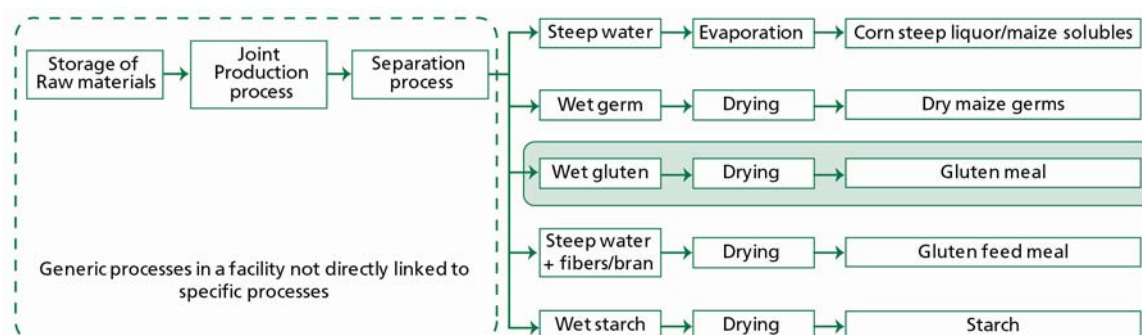 Storage of
Raw materials
Joint
Production
process
Separation
process
Generic processes in a facility not directly linked to
specific processes
Steep water
Evaporation
Corn steep liquor/maize solubles
Wet germ
Drying
Dry maize germs
Wet gluten
Drying
Gluten meal
Steep water
+ fibers/bran
Drying
Gluten feed meal
Wet starch
Drying
Starch